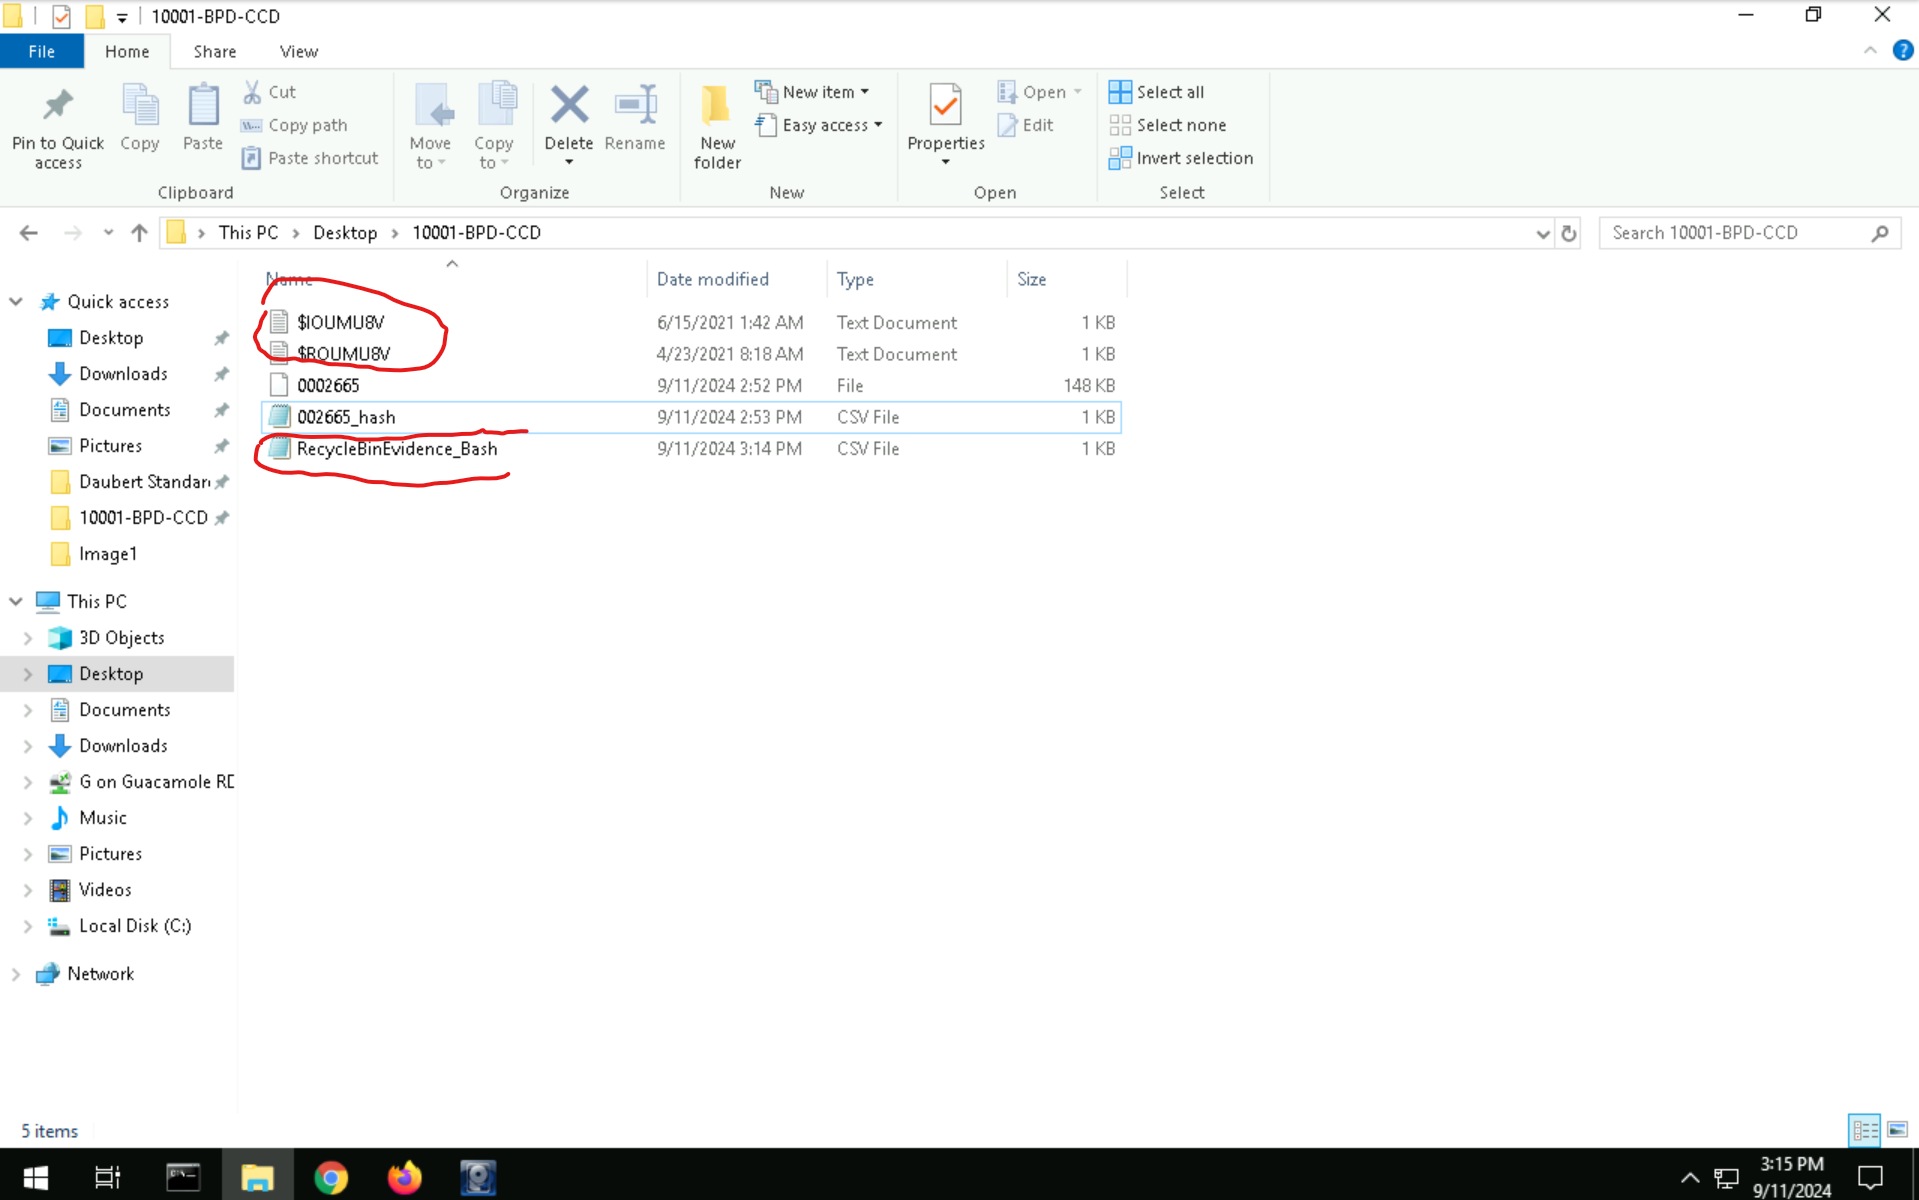 10001-BPD-CCD
File Home Share View
Pin to Quick access
Copy
Paste
Cut
Copy path
Paste shortcut
Clipboard
Move to
Copy to
Delete
Rename
Organize
New folder
New item
Easy access
New
Properties
Open
Edit
Open
Select all
Select none
Invert selection
Select
This PC > Desktop > 10001-BPD-CCD
Search 10001-BPD-CCD
Name Date modified Type Size
$IOUMU8V 6/15/2021 1:42 AM Text Document 1 KB
$ROUMU8V 4/23/2021 8:18 AM Text Document 1 KB
0002665 9/11/2024 2:52 PM File 148 KB
002665_hash 9/11/2024 2:53 PM CSV File 1 KB
RecycleBinEvidence_Bash 9/11/2024 3:14 PM CSV File 1 KB
Quick access
Desktop
Downloads
Documents
Pictures
Daubert Standar
10001-BPD-CCD
Image1
This PC
3D Objects
Desktop
Documents
Downloads
G on Guacamole RD
Music
Pictures
Videos
Local Disk (C:)
Network
5 items
3:15 PM
9/11/2024